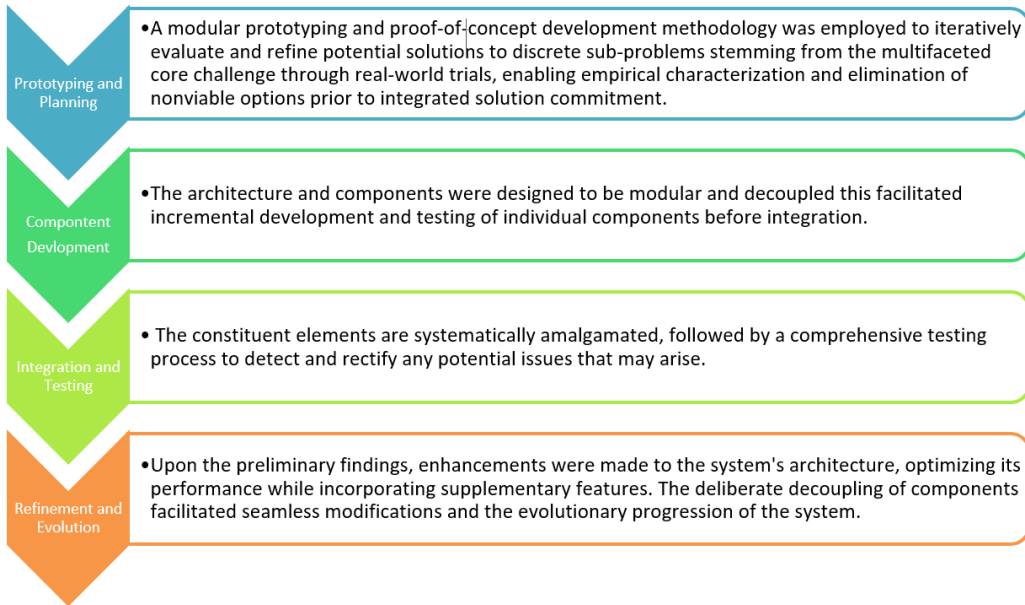 Prototyping and
Planning
•A modular prototyping and proof-of-concept development methodology was employed to iteratively
evaluate and refine potential solutions to discrete sub-problems stemming from the multifaceted
core challenge through real-world trials, enabling empirical characterization and elimination of
nonviable options prior to integrated solution commitment.
Compontent
Devlopment
•The architecture and components were designed to be modular and decoupled this facilitated
incremental development and testing of individual components before integration.
Integration and
Testing
• The constituent elements are systematically amalgamated, followed by a comprehensive testing
process to detect and rectify any potential issues that may arise.
Refinement and
Evolution
•Upon the preliminary findings, enhancements were made to the system's architecture, optimizing its
performance while incorporating supplementary features. The deliberate decoupling of components
facilitated seamless modifications and the evolutionary progression of the system.